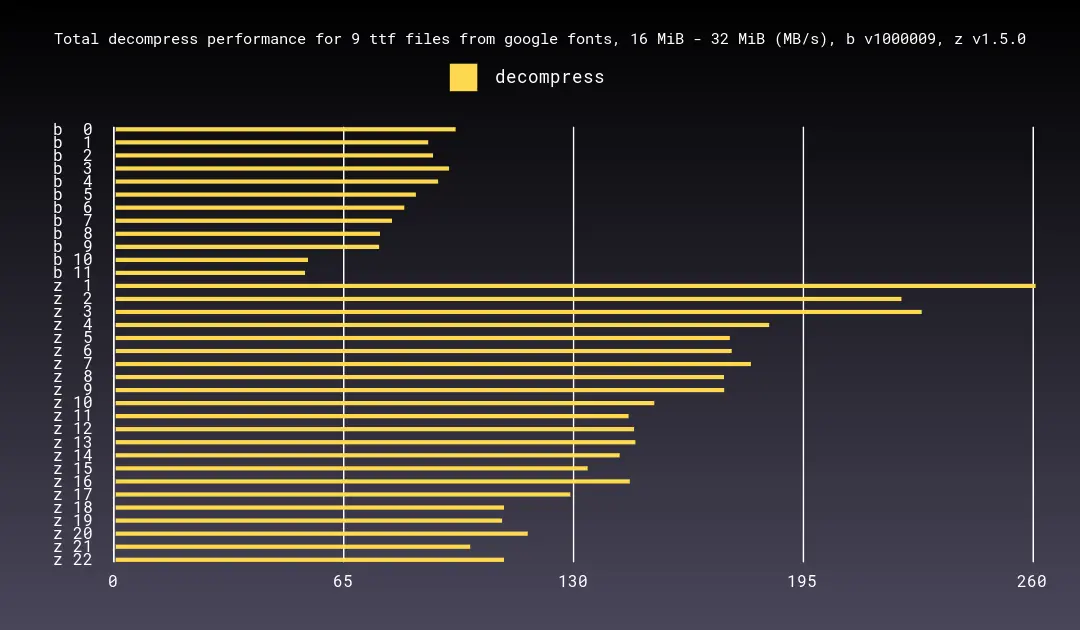 Total decompress performance for 9 ttf files from google fonts, 16 MiB - 32 MiB (MB/s), b v1000009, z v1.5.0
decompress
b 0
b 1
b 2
b 3
b 4
b 5
b 6
b 7
b 8
b 9
b 10
b 11
z 1
z 2
z 3
z 4
z 5
z 6
z 7
z 8
z 9
z 10
z 11
z 12
z 13
z 14
z 15
z 16
z 17
z 18
z 19
z 20
z 21
z 22
0 65 130 195 260